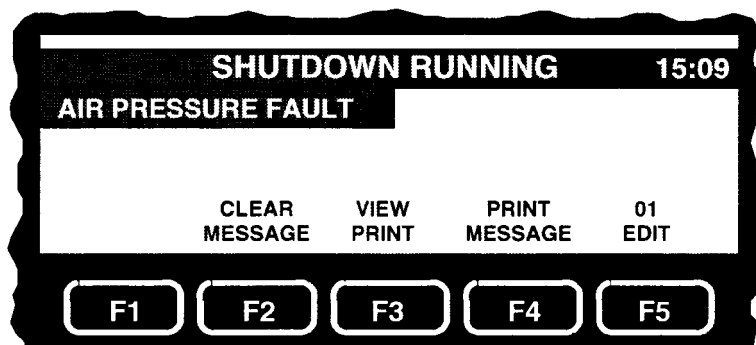 SHUTDOWN RUNNING 15:09
AIR PRESSURE FAULT
CLEAR MESSAGE VIEW PRINT PRINT MESSAGE 01 EDIT
F1 F2 F3 F4 F5